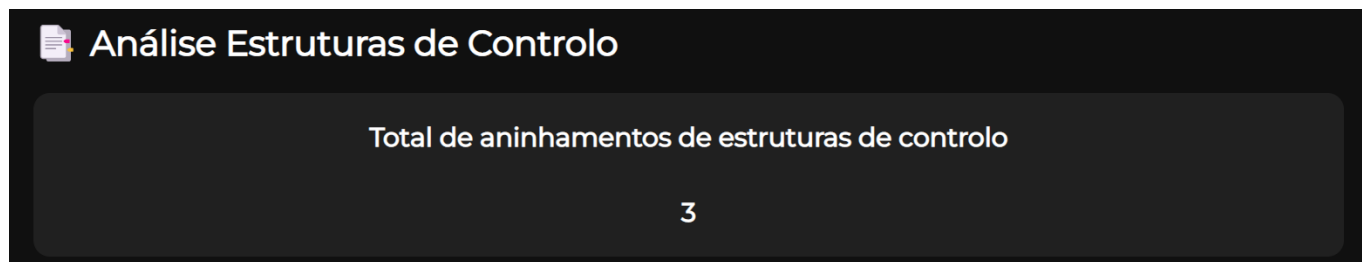 Análise Estruturas de Controlo
Total de aninhamentos de estruturas de controlo
3